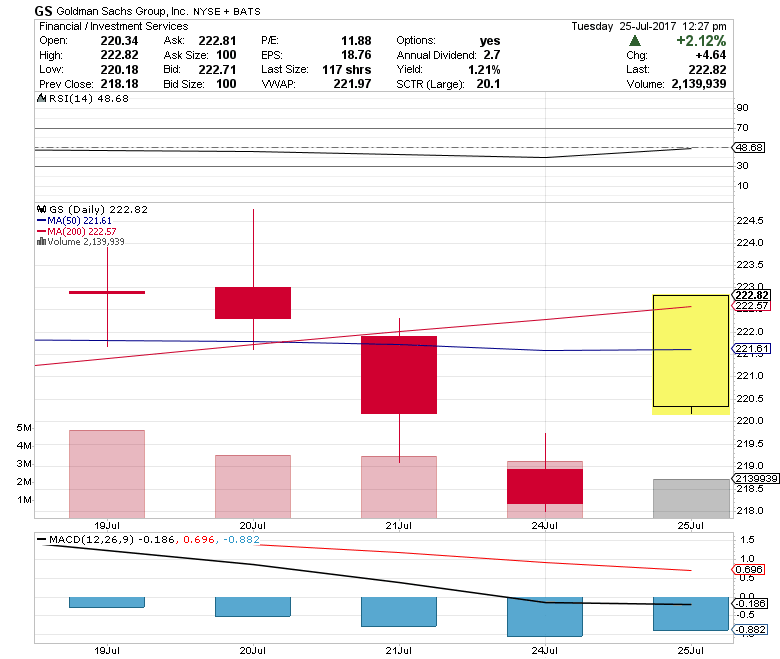 GS Goldman Sachs Group, Inc. NYSE + BATS
Financial / Investment Services Tuesday 25-Jul-2017 12:27 pm
Open: 220.34 Ask: 222.81 P/E: 11.88 Options: yes +2.12%
High: 222.82 Ask Size: 100 EPS: 18.76 Annual Dividend: 2.7 Chg: +4.64
Low: 220.18 Bid: 222.71 Last Size: 117 shrs Yield: 1.21% Last: 222.82
Prev Close: 218.18 Bid Size: 100 VWAP: 221.97 SCTR (Large): 20.1 Volume: 2,139,939
RSI(14) 48.68
90
70
48.68
30
10
GS (Daily) 222.82
MA(50) 221.61
MA(200) 222.57
Volume 2,139,939
224.5
224.0
223.5
223.0
222.82
222.57
222.0
221.61
221.0
220.5
220.0
219.5
219.0
2139939
218.5
218.0
5M
4M
3M
2M
1M
19Jul 20Jul 21Jul 24Jul 25Jul
MACD(12,26,9) -0.186, 0.696, -0.882
1.5
1.0
0.696
0.5
0.0
-0.186
-0.5
-0.882
19Jul 20Jul 21Jul 24Jul 25Jul